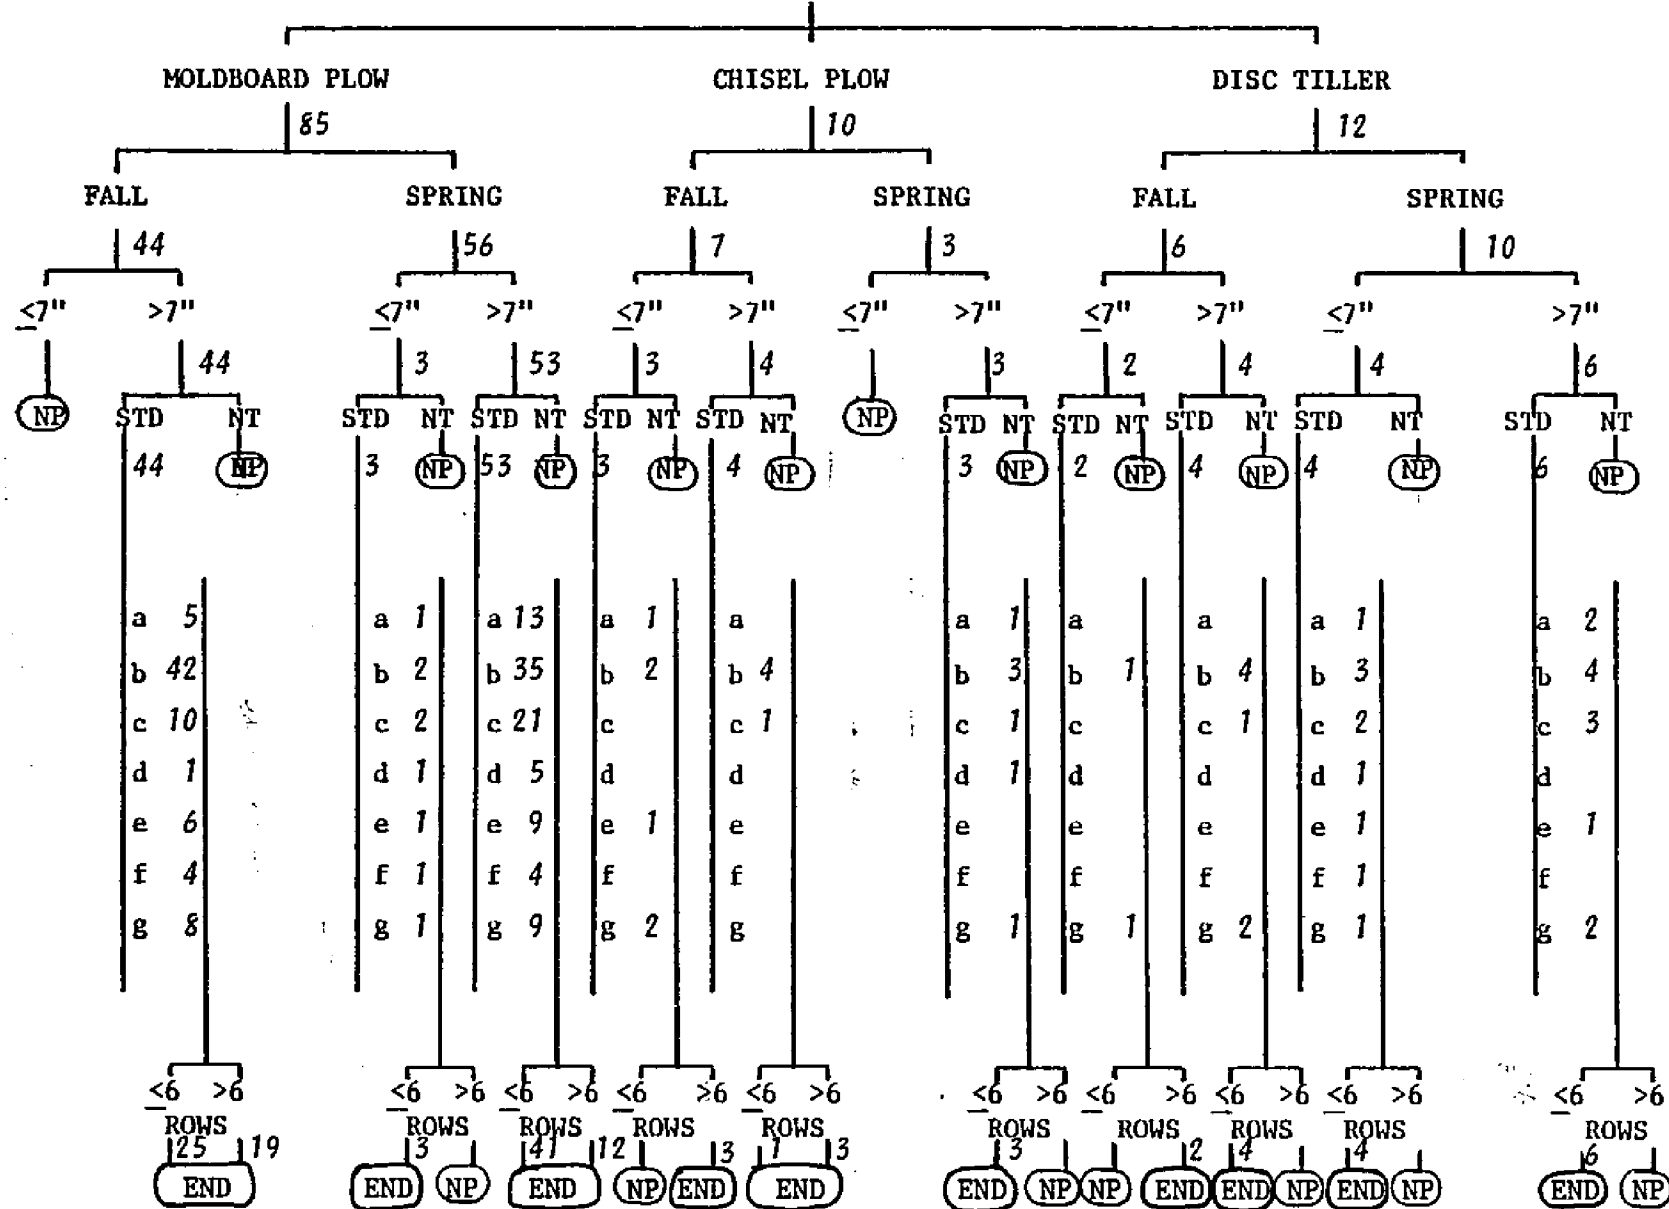 MOLDBOARD PLOW CHISEL PLOW DISC TILLER
85 10 12
FALL SPRING FALL SPRING FALL SPRING
44 56 7 3 6 10
≤7" >7" ≤7" >7" ≤7" >7" ≤7" >7" ≤7" >7" ≤7" >7"
44 3 53 3 4 3 2 4 4 6
NP STD NT STD NT STD NT STD NT STD NT NP STD NT STD NT STD NT STD NT STD NT
44 NP 3 NP 53 NP 3 NP 4 NP 3 NP 2 NP 4 NP 4 NP 6 NP
a 5 a 1 a 13 a 1 a a 1 a a a 1 a 2
b 42 b 2 b 35 b 2 b 4 b 3 b 1 b 4 b 3 b 4
c 10 c 2 c 21 c c 1 c 1 c c 1 c 2 c 3
d 1 d 1 d 5 d d d 1 d d d 1 d
e 6 e 1 e 9 e 1 e e e e e 1 e 1
f 4 f 1 f 4 f f f f f f 1 f
g 8 g 1 g 9 g 2 g g 1 g 1 g 2 g 1 g 2
≤6 >6 ≤6 >6 ≤6 >6 ≤6 >6 ≤6 >6 ≤6 >6 ≤6 >6 ≤6 >6 ≤6 >6 ≤6 >6
ROWS ROWS ROWS ROWS ROWS ROWS ROWS ROWS ROWS ROWS
25 19 3 41 12 3 1 3 3 2 4 4 6
END END NP END NP END END END NP NP END END NP END NP END NP